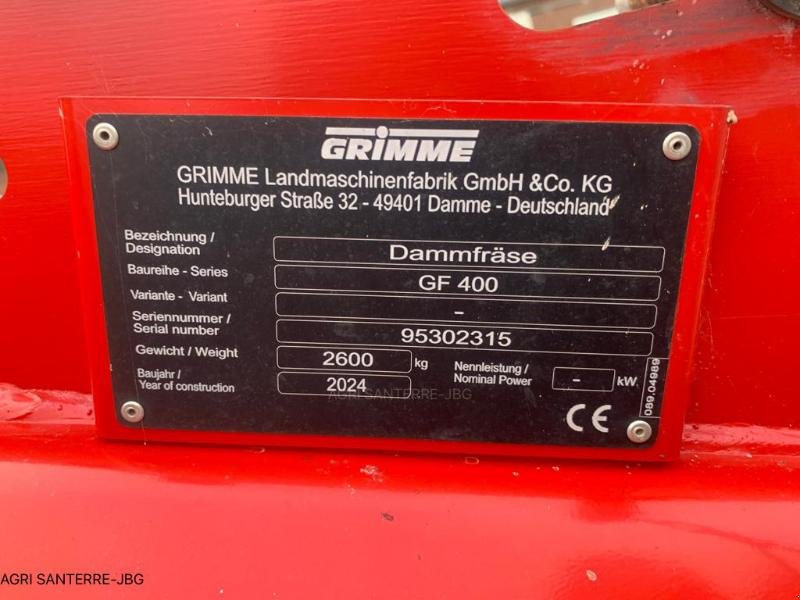 GRIMME
GRIMME Landmaschinenfabrik GmbH &Co. KG
Hunteburger Straße 32 - 49401 Damme - Deutschland
Bezeichnung /
Designation
Dammfräse
Baureihe - Series
GF 400
Variante - Variant
-
Seriennummer /
Serial number
95302315
Gewicht / Weight
2600 kg
Nennleistung /
Nominal Power
- kW
Baujahr /
Year of construction
2024
089.04989
CE
AGRI SANTERRE-JBG
AGRI SANTERRE-JBG